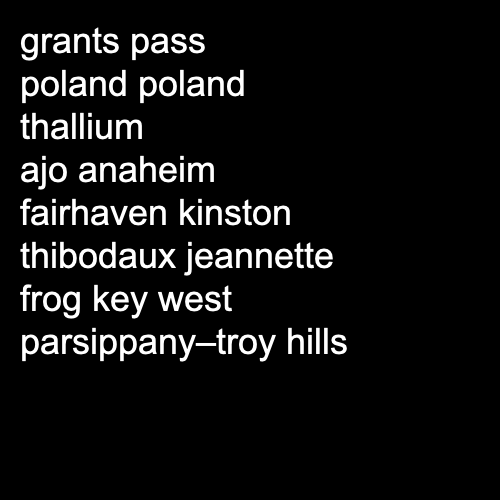 grants pass
poland poland
thallium
ajo anaheim
fairhaven kinston
thibodaux jeannette
frog key west
parsippany–troy hills